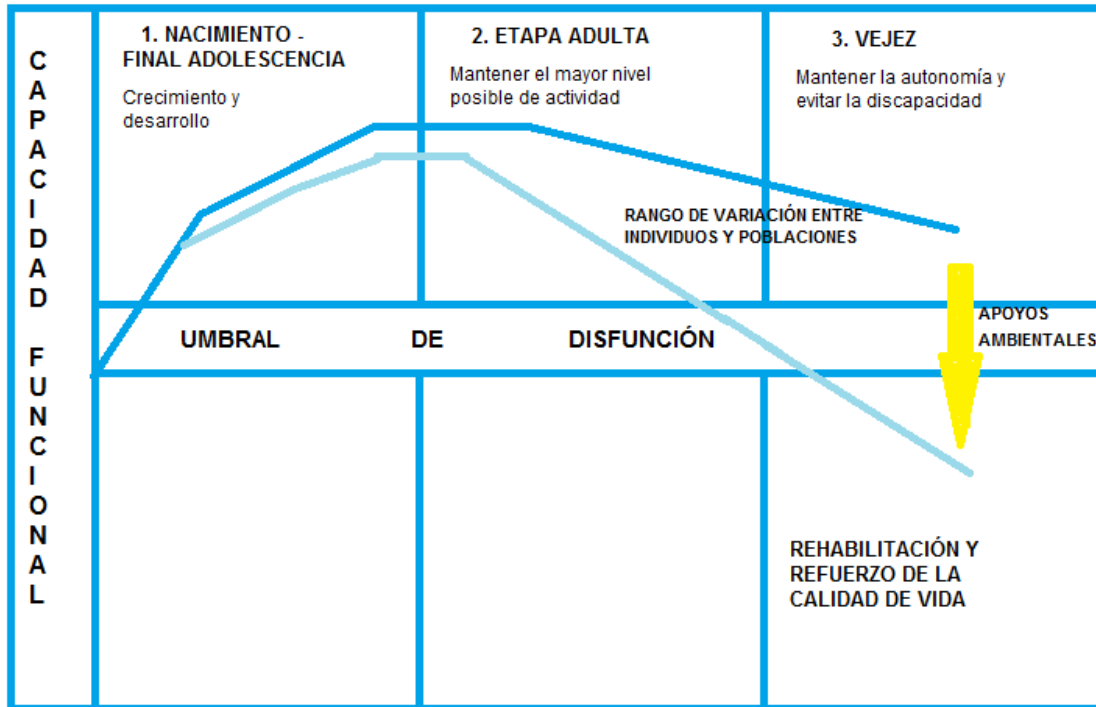 CAPACIDAD FUNCIONAL
1. NACIMIENTO -
FINAL ADOLESCENCIA
Crecimiento y
desarrollo
2. ETAPA ADULTA
Mantener el mayor nivel
posible de actividad
3. VEJEZ
Mantener la autonomía y
evitar la discapacidad
RANGO DE VARIACIÓN ENTRE
INDIVIDUOS Y POBLACIONES
UMBRAL DE DISFUNCIÓN
APOYOS
AMBIENTALES
REHABILITACIÓN Y
REFUERZO DE LA
CALIDAD DE VIDA